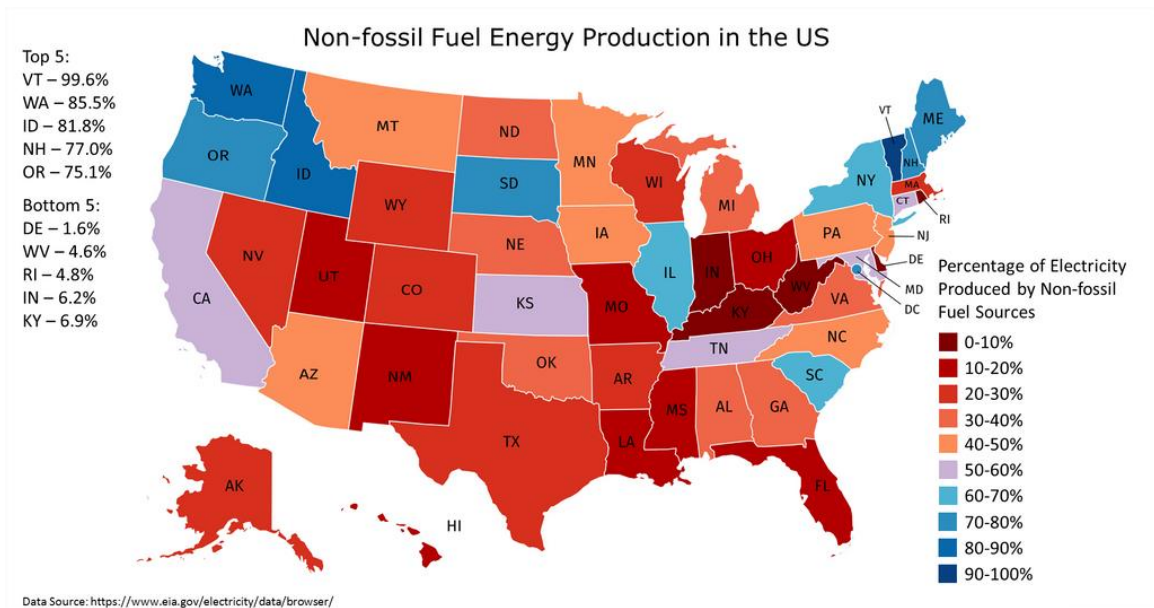 Non-fossil Fuel Energy Production in the US
Top 5:
VT – 99.6%
WA – 85.5%
ID – 81.8%
NH – 77.0%
OR – 75.1%
Bottom 5:
DE – 1.6%
WV – 4.6%
RI – 4.8%
IN – 6.2%
KY – 6.9%
WA
MT
ND
MN
OR
ID
SD
WI
MI
NY
VT
NH
ME
MA
CT
RI
WY
NE
IA
PA
NJ
NV
UT
CO
KS
IL
IN
OH
WV
VA
DE
MD
DC
CA
MO
KY
AZ
NM
OK
AR
TN
NC
SC
TX
LA
MS
AL
GA
FL
AK
HI
Percentage of Electricity
Produced by Non-fossil
Fuel Sources
0-10%
10-20%
20-30%
30-40%
40-50%
50-60%
60-70%
70-80%
80-90%
90-100%
Data Source: https://www.eia.gov/electricity/data/browser/